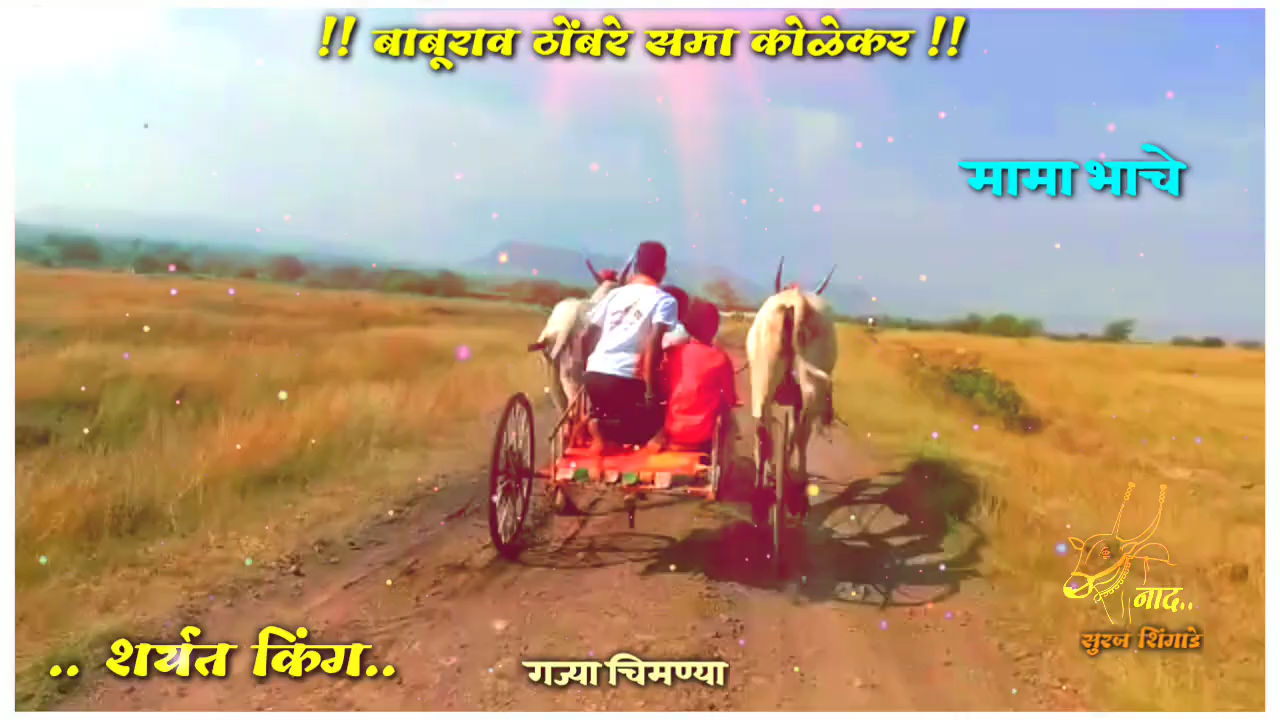 !! बाबूराव ठोंबरे समा कोळेकर !!
मामा भाचे
नाद..
सुरज शिंगाडे
.. शर्यत किंग..
गज्या चिमण्या